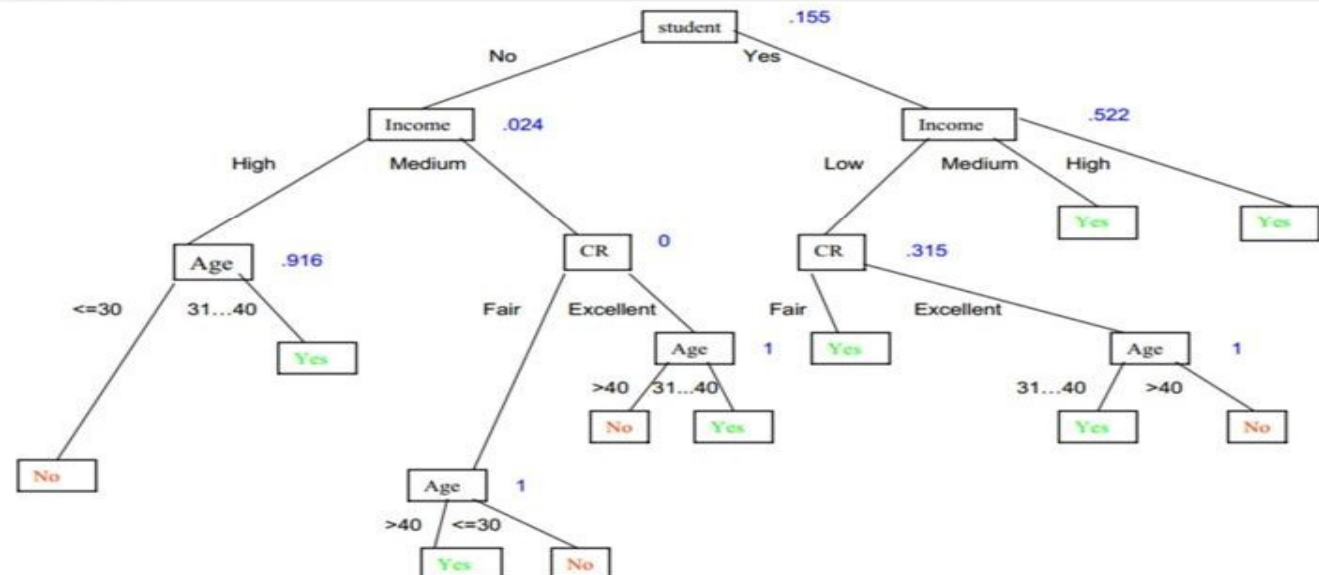 student .155
No Yes
Income .024 Income .522
High Medium Low Medium High
Yes Yes
Age .916 CR 0 CR .315
<=30 31...40 Fair Excellent Fair Excellent
Yes Age 1 Yes Age 1
>40 31...40 31...40 >40
No Yes Yes No
No Age 1
>40 <=30
Yes No